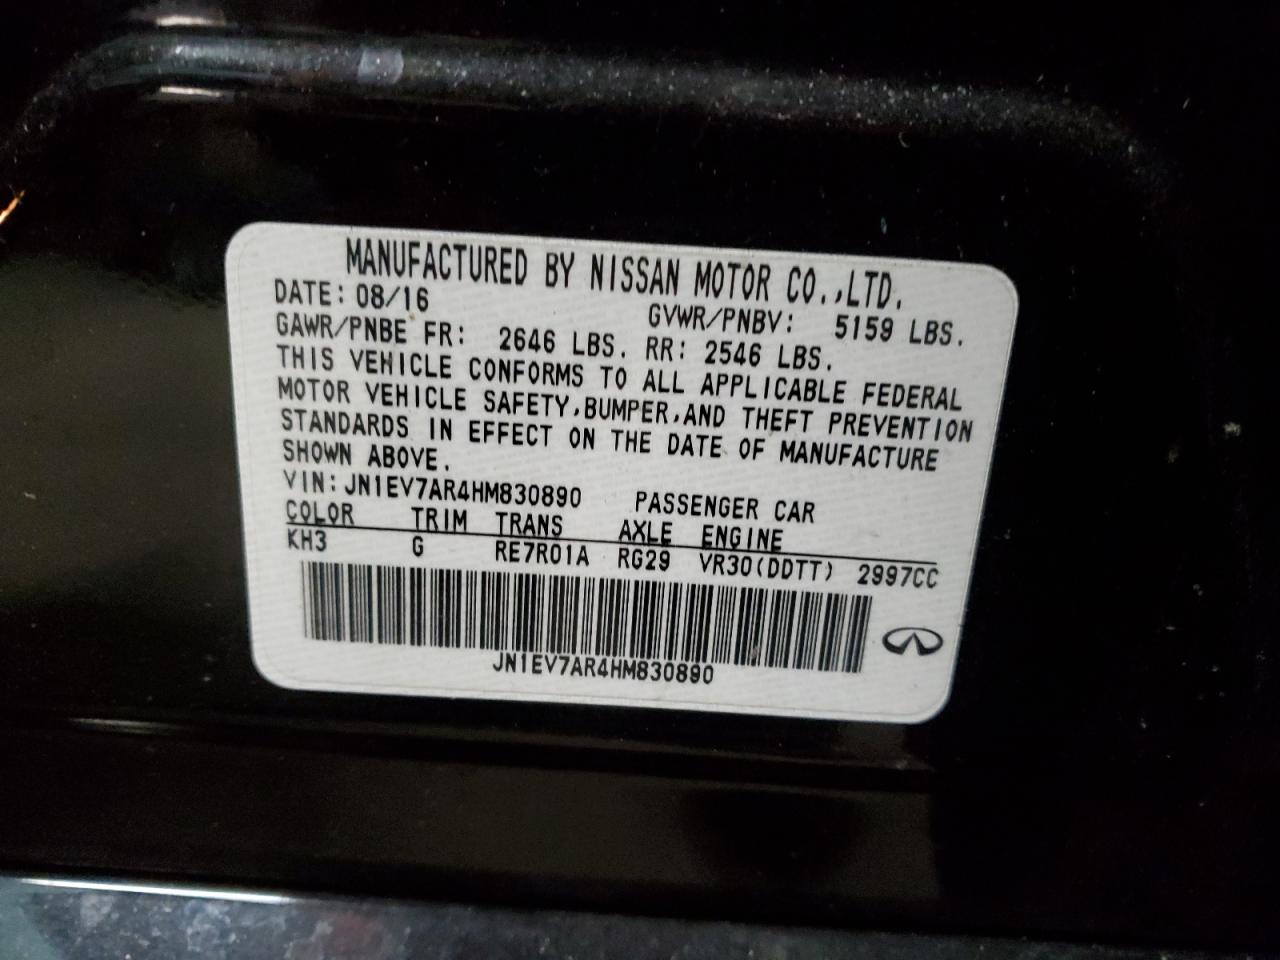 MANUFACTURED BY NISSAN MOTOR CO.,LTD.
DATE: 08/16 GVWR/PNBV: 5159 LBS.
GAWR/PNBE FR: 2646 LBS. RR: 2546 LBS.
THIS VEHICLE CONFORMS TO ALL APPLICABLE FEDERAL
MOTOR VEHICLE SAFETY,BUMPER,AND THEFT PREVENTION
STANDARDS IN EFFECT ON THE DATE OF MANUFACTURE
SHOWN ABOVE.
VIN:JN1EV7AR4HM830890 PASSENGER CAR
COLOR TRIM TRANS AXLE ENGINE
KH3 G RE7R01A RG29 VR30(DDTT) 2997CC
JN1EV7AR4HM830890